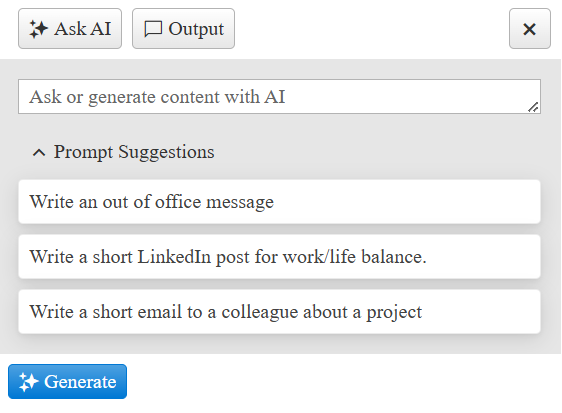 Ask AI
Output
Ask or generate content with AI
Prompt Suggestions
Write an out of office message
Write a short LinkedIn post for work/life balance.
Write a short email to a colleague about a project
Generate